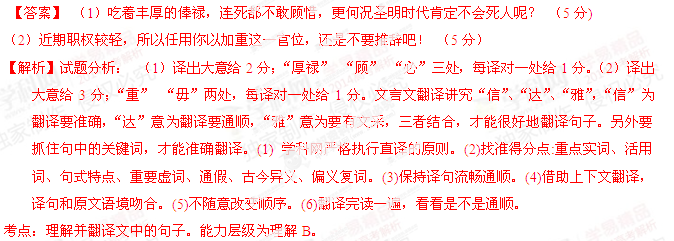 【答案】 （1）吃着丰厚的俸禄，连死都不敢顾惜，更何况圣明时代肯定不会死人呢？ （5 分)
（2）近期职权较轻，所以任用你以加重这一官位，还是不要推辞吧！ （5 分）
【解析】试题分析： （1）译出大意给 2 分；“厚禄” “顾” “必”三处，每译对一处给 1 分。（2）译出
大意给 3 分；“重” “毋”两处，每译对一处给 1 分。文言文翻译讲究“信”、“达”、“雅”，“信”为
翻译要准确，“达”意为翻译要通顺，“雅”意为要有文采，三者结合，才能很好地翻译句子。另外要
抓住句中的关键词，才能准确翻译。(1) 学科网严格执行直译的原则。(2)找准得分点:重点实词、活用
词、句式特点、重要虚词、通假、古今异义、偏义复词。(3)保持译句流畅通顺。(4)借助上下文翻译，
译句和原文语境吻合。(5)不随意改变顺序。(6)翻译完读一遍，看看是不是通顺。
考点：理解并翻译文中的句子。能力层级为理解 B。